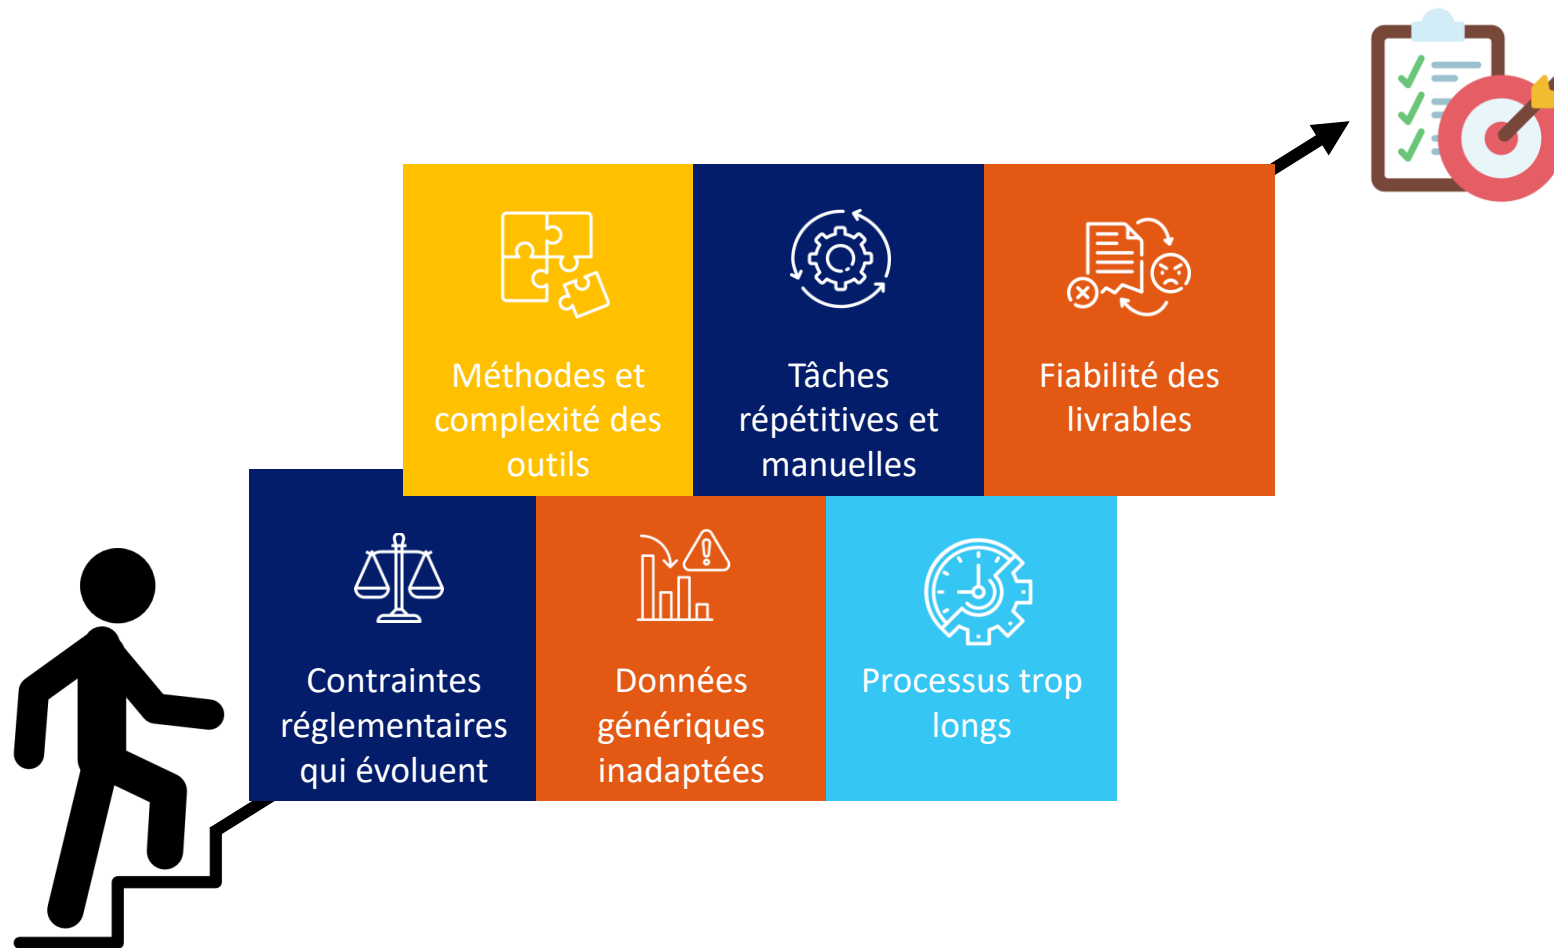 Méthodes et
complexité des
outils
Tâches
répétitives et
manuelles
Fiabilité des
livrables
Contraintes
réglementaires
qui évoluent
Données
génériques
inadaptées
Processus trop
longs